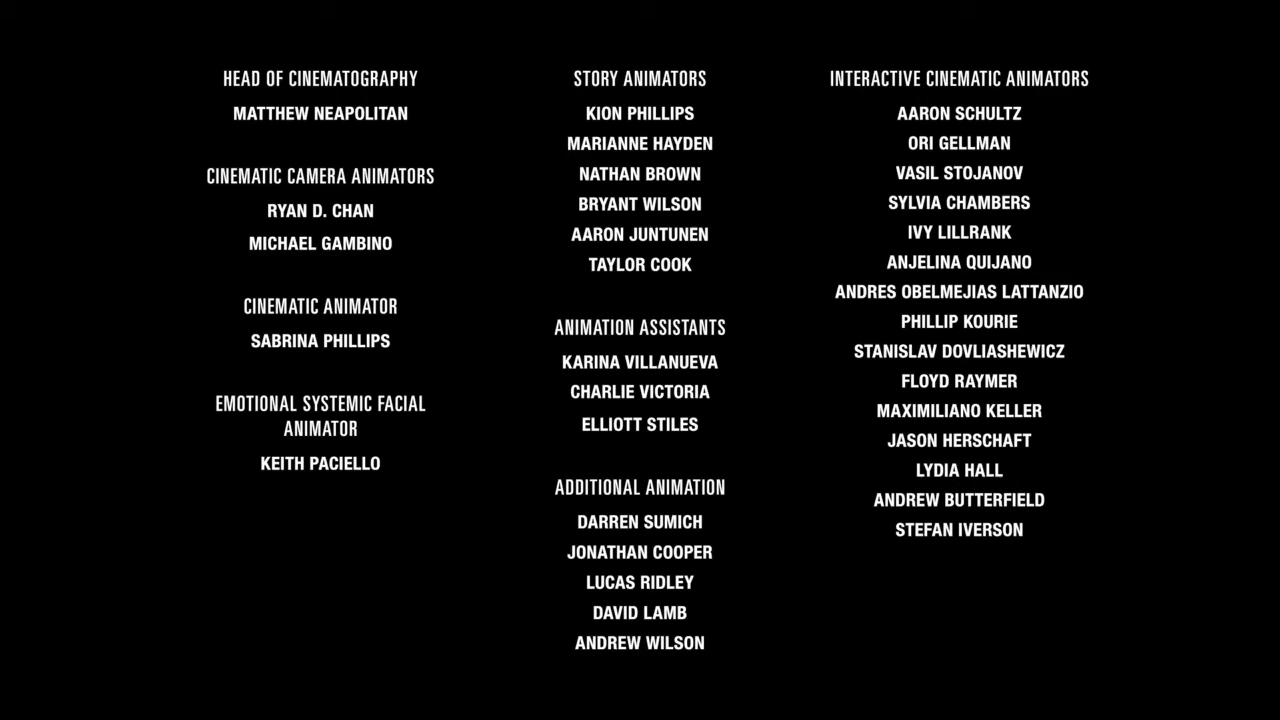 HEAD OF CINEMATOGRAPHY
MATTHEW NEAPOLITAN
CINEMATIC CAMERA ANIMATORS
RYAN D. CHAN
MICHAEL GAMBINO
CINEMATIC ANIMATOR
SABRINA PHILLIPS
EMOTIONAL SYSTEMIC FACIAL
ANIMATOR
KEITH PACIELLO
STORY ANIMATORS
KION PHILLIPS
MARIANNE HAYDEN
NATHAN BROWN
BRYANT WILSON
AARON JUNTUNEN
TAYLOR COOK
ANIMATION ASSISTANTS
KARINA VILLANUEVA
CHARLIE VICTORIA
ELLIOTT STILES
ADDITIONAL ANIMATION
DARREN SUMICH
JONATHAN COOPER
LUCAS RIDLEY
DAVID LAMB
ANDREW WILSON
INTERACTIVE CINEMATIC ANIMATORS
AARON SCHULTZ
ORI GELLMAN
VASIL STOJANOV
SYLVIA CHAMBERS
IVY LILLRANK
ANJELINA QUIJANO
ANDRES OBELMEJIAS LATTANZIO
PHILLIP KOURIE
STANISLAV DOVLIASHEWICZ
FLOYD RAYMER
MAXIMILIANO KELLER
JASON HERSCHAFT
LYDIA HALL
ANDREW BUTTERFIELD
STEFAN IVERSON